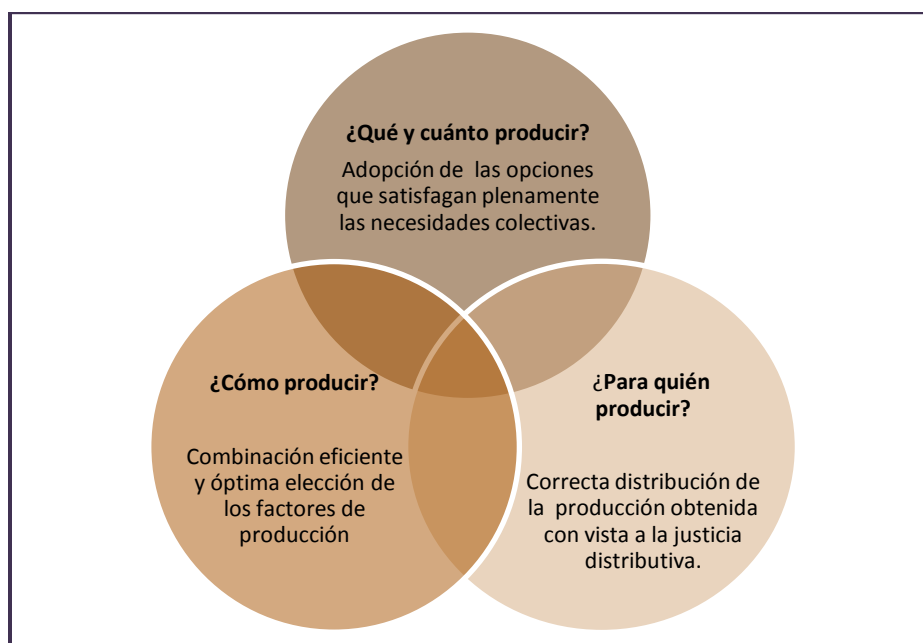 ¿Qué y cuánto producir?
Adopción de las opciones
que satisfagan plenamente
las necesidades colectivas.
¿Cómo producir?
Combinación eficiente
y óptima elección de
los factores de
producción
¿Para quién
producir?
Correcta distribución de
la producción obtenida
con vista a la justicia
distributiva.